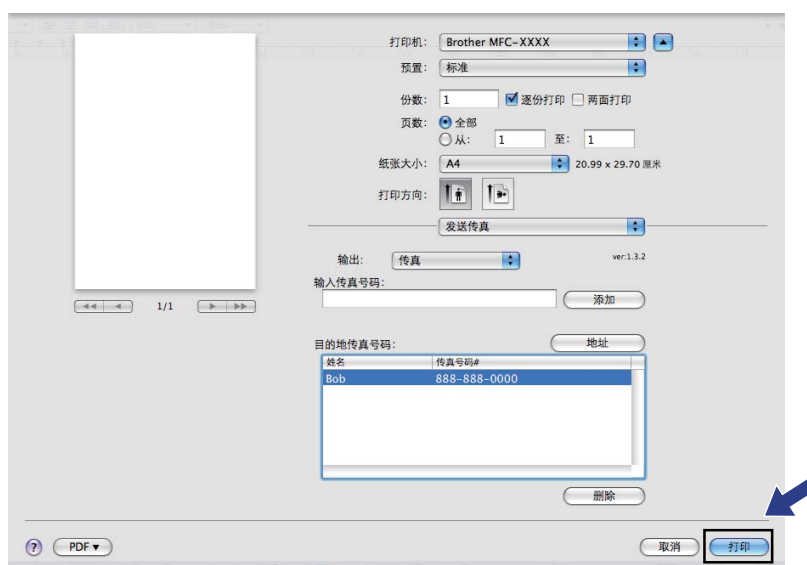 打印机: Brother MFC-XXXX
预置: 标准
份数: 1 逐份打印 两面打印
页数: 全部
从: 1 至: 1
纸张大小: A4 20.99 x 29.70 厘米
打印方向:
发送传真
输出: 传真 ver:1.3.2
输入传真号码:
添加
1/1
目的地传真号码: 地址
姓名 传真号码#
Bob 888-888-0000
删除
? PDF 取消 打印